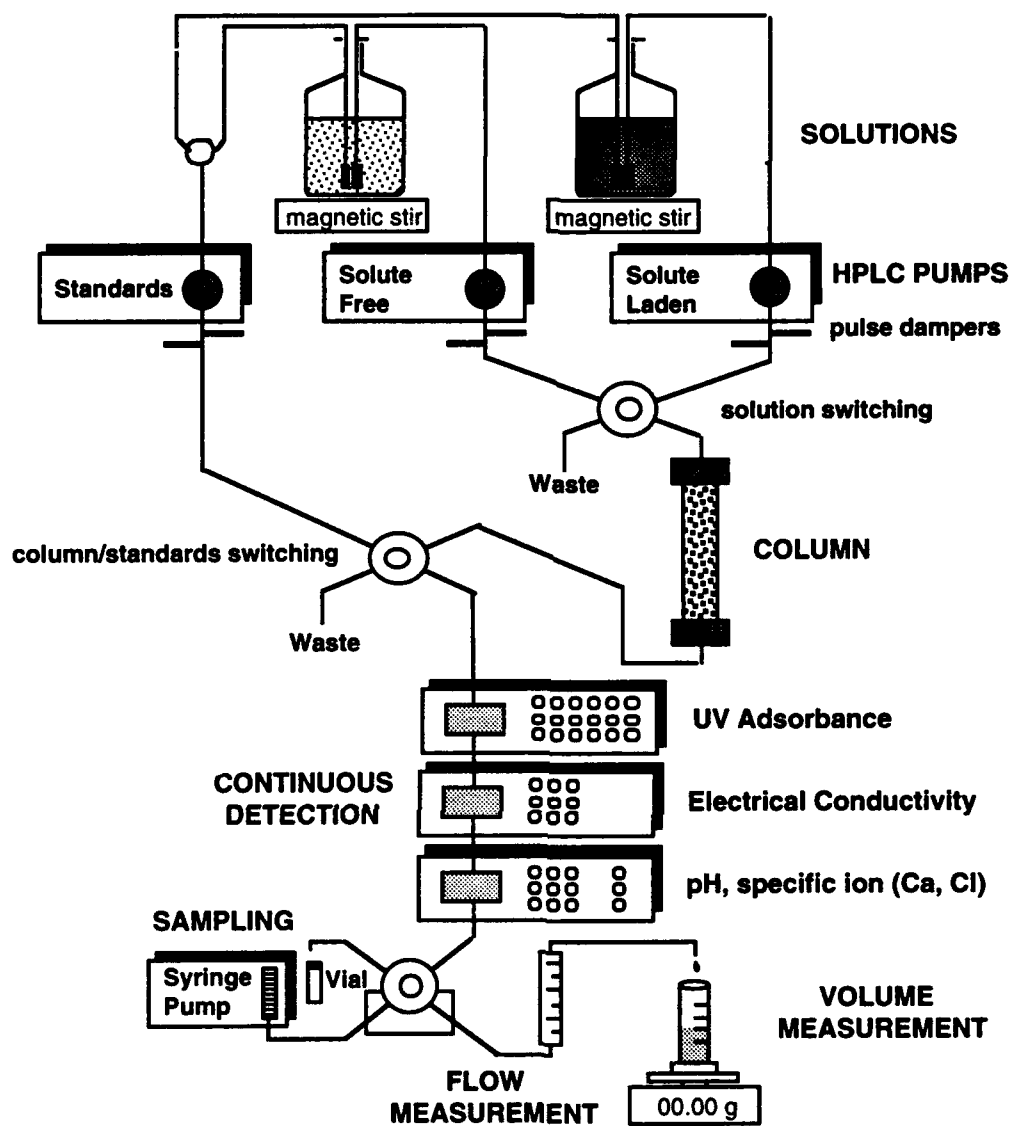 SOLUTIONS
magnetic stir
magnetic stir
Standards
Solute
Free
Solute
Laden
HPLC PUMPS
pulse dampers
solution switching
Waste
column/standards switching
COLUMN
Waste
UV Adsorbance
CONTINUOUS
DETECTION
Electrical Conductivity
pH, specific ion (Ca, Cl)
SAMPLING
Syringe
Pump
Vial
VOLUME
MEASUREMENT
FLOW
MEASUREMENT
00.00 g